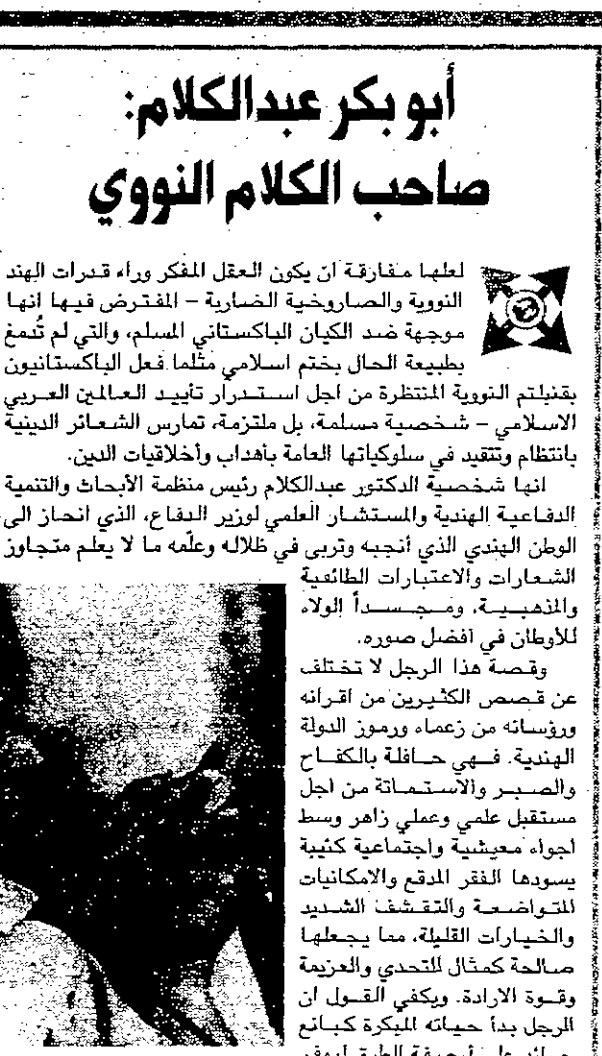 أبو بكر عبدالكلام:
صاحب الكلام النووي
لعلها مفارقة ان يكون العقل المفكر وراء قدرات الهند
النووية والصاروخية الضاربة – المفترض فيها انها
موجهة ضد الكيان الباكستاني المسلم، والتي لم تُدمغ
بطبيعة الحال بختم اسلامي مثلما فعل الباكستانيون
بقنبلتم النووية المنتظرة من اجل استدرار تأييد العالمين العربي
الاسلامي – شخصية مسلمة، بل ملتزمة، تمارس الشعائر الدينية
بانتظام وتتقيد في سلوكياتها العامة بأهداب وأخلاقيات الدين.
انها شخصية الدكتور عبدالكلام رئيس منظمة الأبحاث والتنمية
الدفاعية الهندية والمستشار العلمي لوزير الدفاع، الذي انحاز الى
الوطن الهندي الذي أنجبه وتربى في ظلاله وعلّمه ما لا يعلم متجاوز
الشعارات والاعتبارات الطائفية
والمذهبية، ومجسداً الولاء
للأوطان في افضل صوره.
وقصة هذا الرجل لا تختلف
عن قصص الكثيرين من اقرانه
ورؤسائه من زعماء ورموز الدولة
الهندية. فهي حافلة بالكفاح
والصبر والاستماتة من اجل
مستقبل علمي وعملي زاهر وسط
اجواء معيشية واجتماعية كئيبة
يسودها الفقر المدقع والامكانيات
المتواضعة والتقشف الشديد
والخيارات القليلة، مما يجعلها
صالحة كمثال للتحدي والعزيمة
وقوة الارادة. ويكفي القول ان
الرجل بدأ حياته المبكرة كبائع